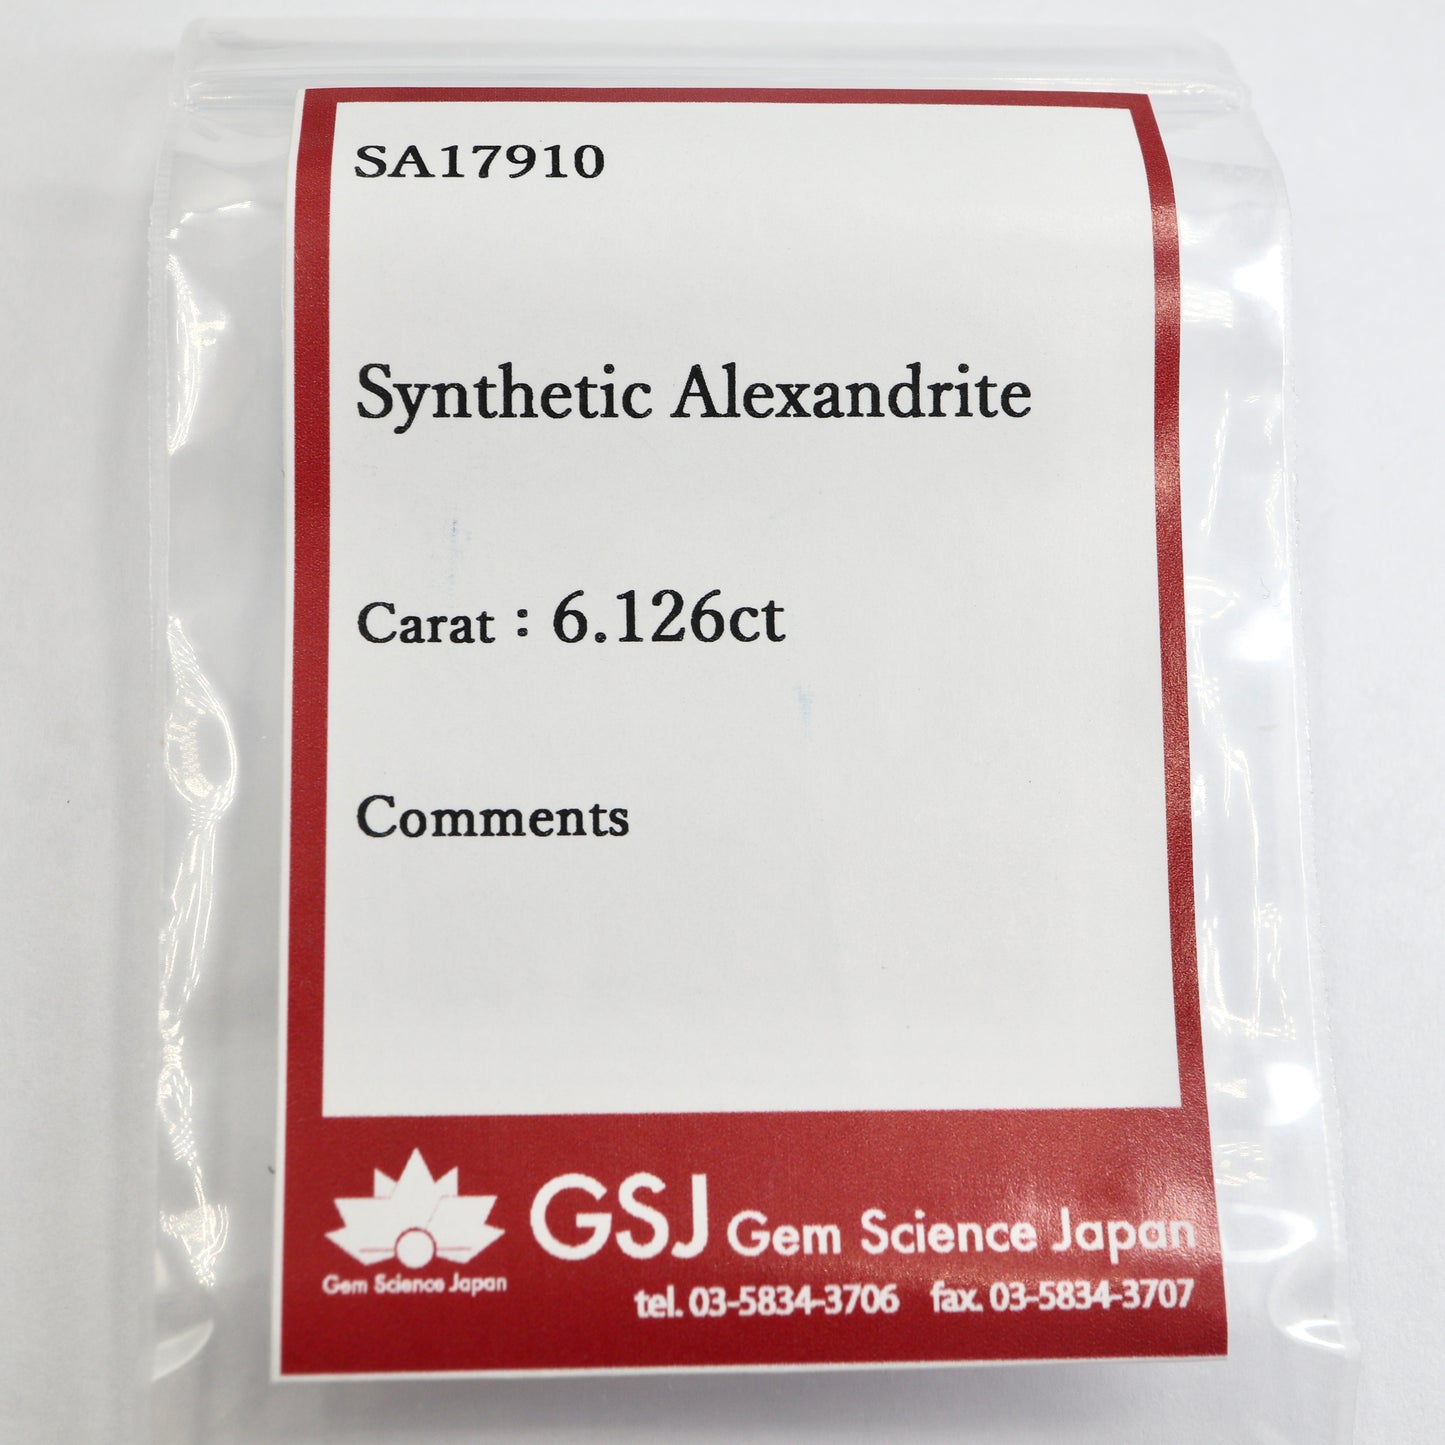 SA17910
Synthetic Alexandrite
Carat : 6.126ct
Comments
GSJ Gem Science Japan
Gem Science Japan
tel. 03-5834-3706 fax. 03-5834-3707